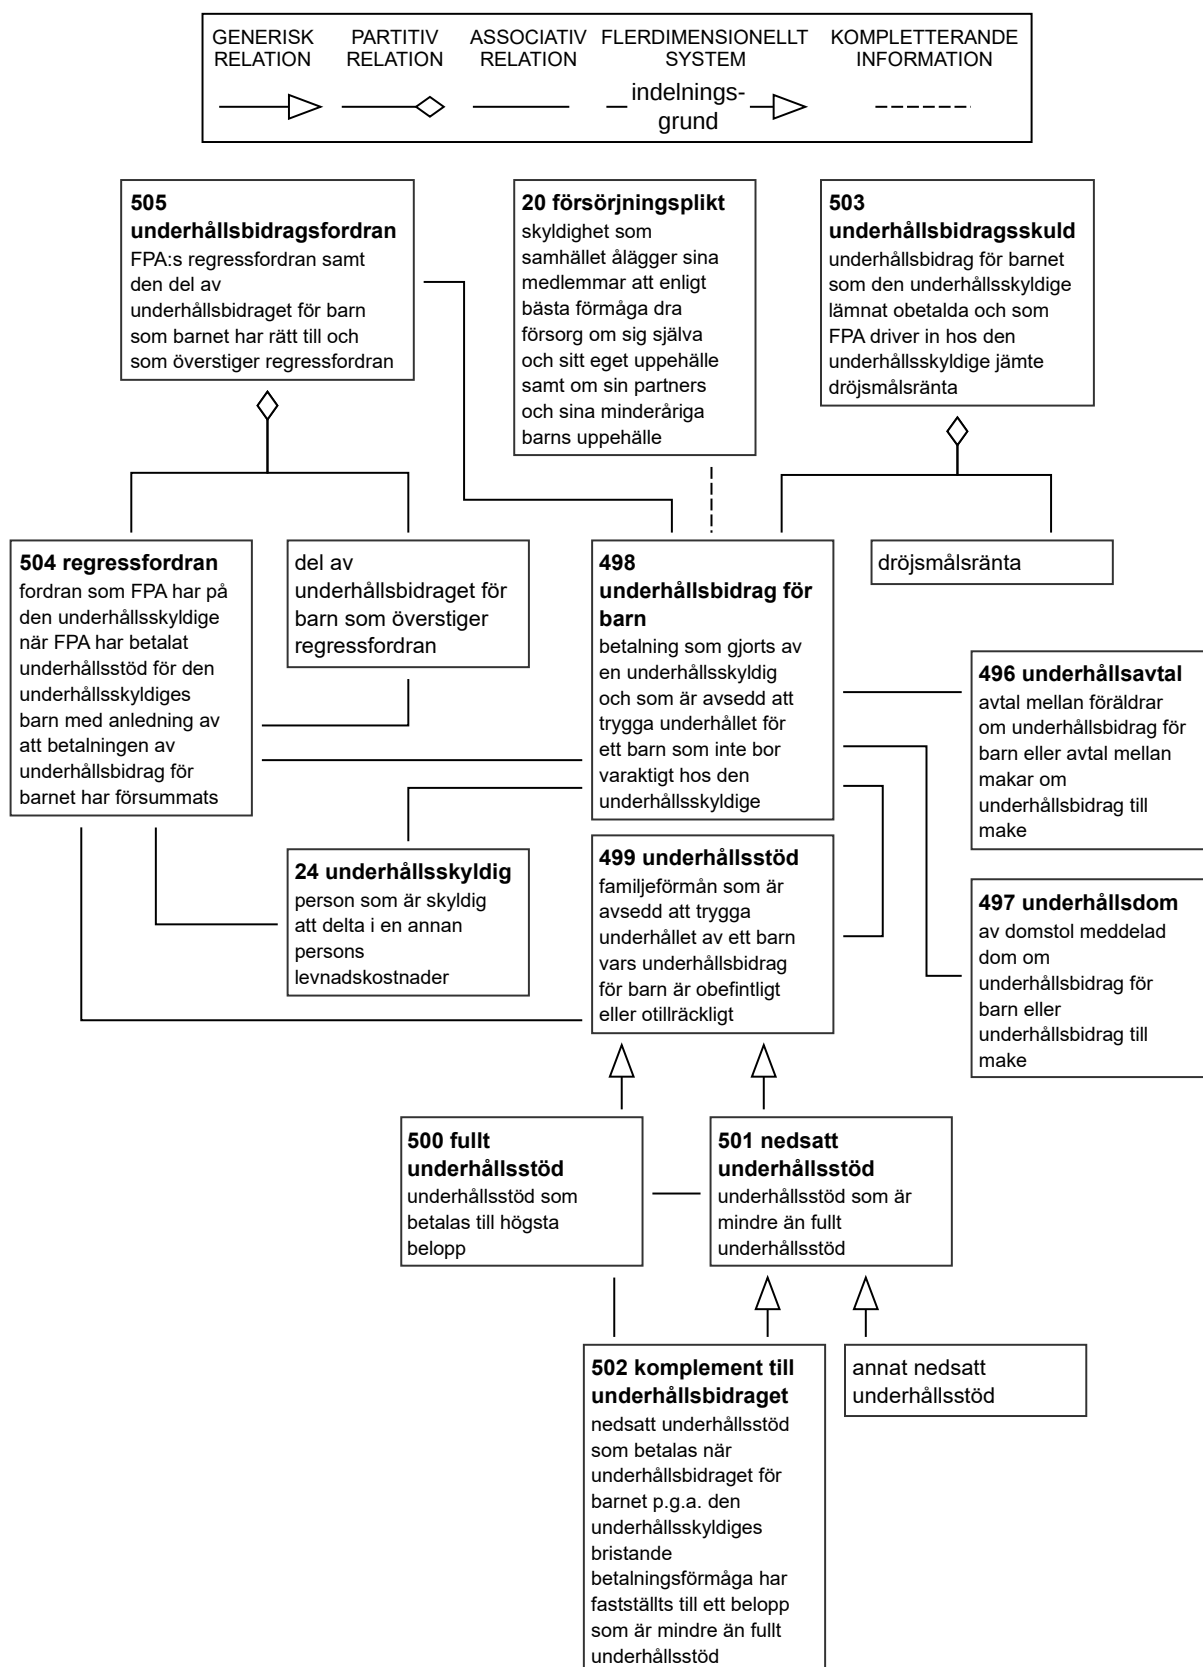 GENERISK
RELATION
PARTITIV
RELATION
ASSOCIATIV
RELATION
FLERDIMENSIONELLT
SYSTEM
KOMPLETTERANDE
INFORMATION
indelnings-
grund
505
underhållsbidragsfordran
FPA:s regressfordran samt
den del av
underhållsbidraget för barn
som barnet har rätt till och
som överstiger regressfordran
20 försörjningsplikt
skyldighet som
samhället ålägger sina
medlemmar att enligt
bästa förmåga dra
försorg om sig själva
och sitt eget uppehälle
samt om sin partners
och sina minderåriga
barns uppehälle
503
underhållsbidragsskuld
underhållsbidrag för barnet
som den underhållsskyldige
lämnat obetalda och som
FPA driver in hos den
underhållsskyldige jämte
dröjsmålsränta
504 regressfordran
fordran som FPA har på
den underhållsskyldige
när FPA har betalat
underhållsstöd för den
underhållsskyldiges
barn med anledning av
att betalningen av
underhållsbidrag för
barnet har försummats
del av
underhållsbidraget för
barn som överstiger
regressfordran
498
underhållsbidrag för
barn
betalning som gjorts av
en underhållsskyldig
och som är avsedd att
trygga underhållet för
ett barn som inte bor
varaktigt hos den
underhållsskyldige
dröjsmålsränta
496 underhållsavtal
avtal mellan föräldrar
om underhållsbidrag för
barn eller avtal mellan
makar om
underhållsbidrag till
make
24 underhållsskyldig
person som är skyldig
att delta i en annan
persons
levnadskostnader
499 underhållsstöd
familjeförmån som är
avsedd att trygga
underhållet av ett barn
vars underhållsbidrag
för barn är obefintligt
eller otillräckligt
497 underhållsdom
av domstol meddelad
dom om
underhållsbidrag för
barn eller
underhållsbidrag till
make
500 fullt
underhållsstöd
underhållsstöd som
betalas till högsta
belopp
501 nedsatt
underhållsstöd
underhållsstöd som är
mindre än fullt
underhållsstöd
502 komplement till
underhållsbidraget
nedsatt underhållsstöd
som betalas när
underhållsbidraget för
barnet p.g.a. den
underhållsskyldiges
bristande
betalningsförmåga har
fastställts till ett belopp
som är mindre än fullt
underhållsstöd
annat nedsatt
underhållsstöd